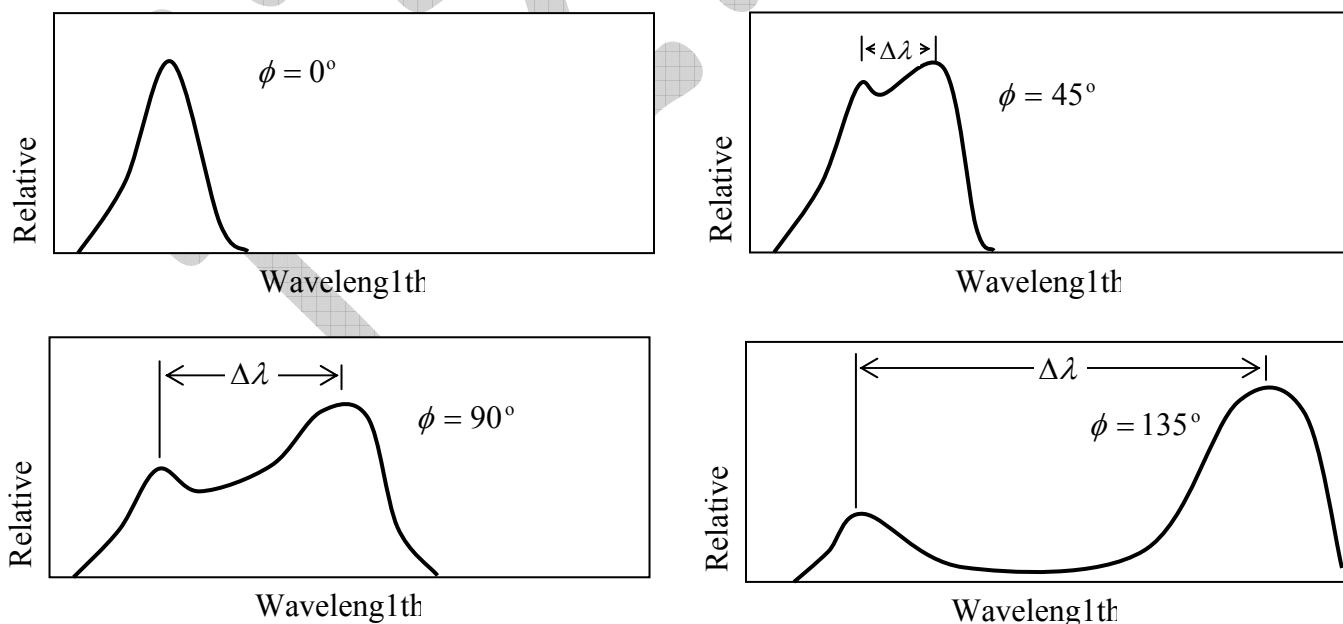 ϕ = 0°
Relative
Waveleng1th
Δλ
ϕ = 45°
Relative
Waveleng1th
Δλ
ϕ = 90°
Relative
Waveleng1th
Δλ
ϕ = 135°
Relative
Waveleng1th